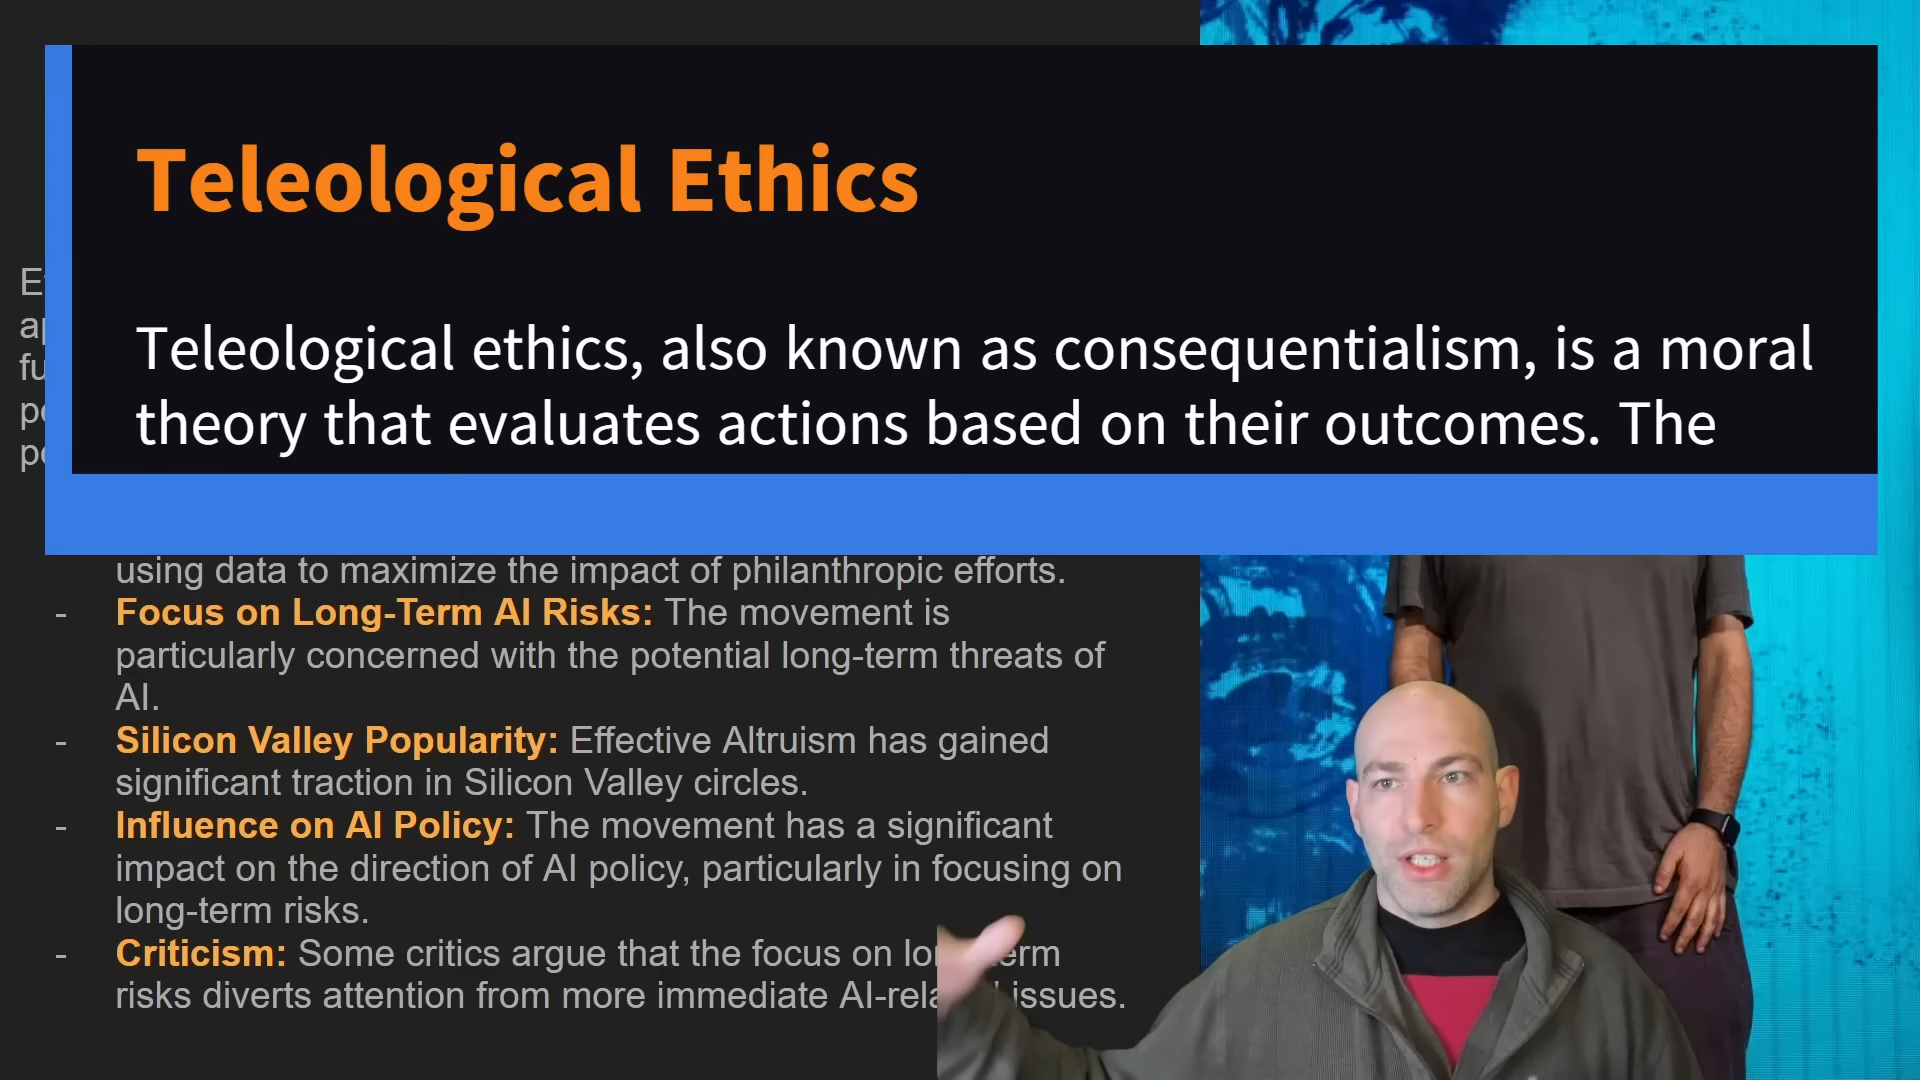 Teleological Ethics
Teleological ethics, also known as consequentialism, is a moral
theory that evaluates actions based on their outcomes. The
using data to maximize the impact of philanthropic efforts.
- Focus on Long-Term AI Risks: The movement is
particularly concerned with the potential long-term threats of
AI.
- Silicon Valley Popularity: Effective Altruism has gained
significant traction in Silicon Valley circles.
- Influence on AI Policy: The movement has a significant
impact on the direction of AI policy, particularly in focusing on
long-term risks.
- Criticism: Some critics argue that the focus on
risks diverts attention from more immediate issues.